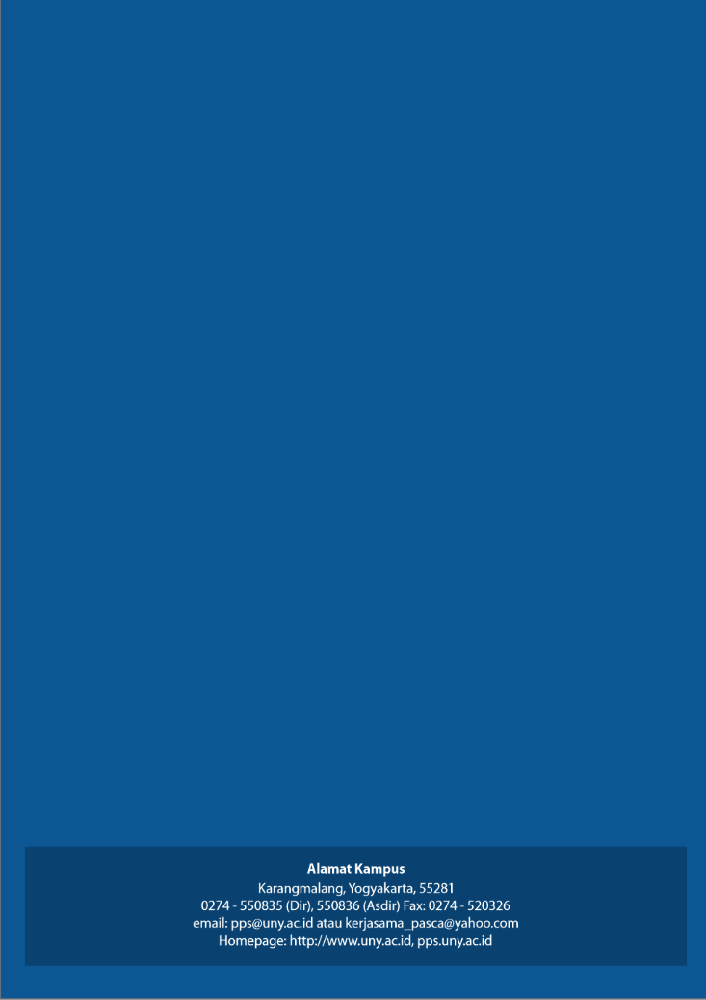 Alamat Kampus
Karangmalang, Yogyakarta, 55281
0274 - 550835 (Dir), 550836 (Asdir) Fax: 0274 - 520326
email: pps@uny.ac.id atau kerjasama_pasca@yahoo.com
Homepage: http://www.uny.ac.id, pps.uny.ac.id